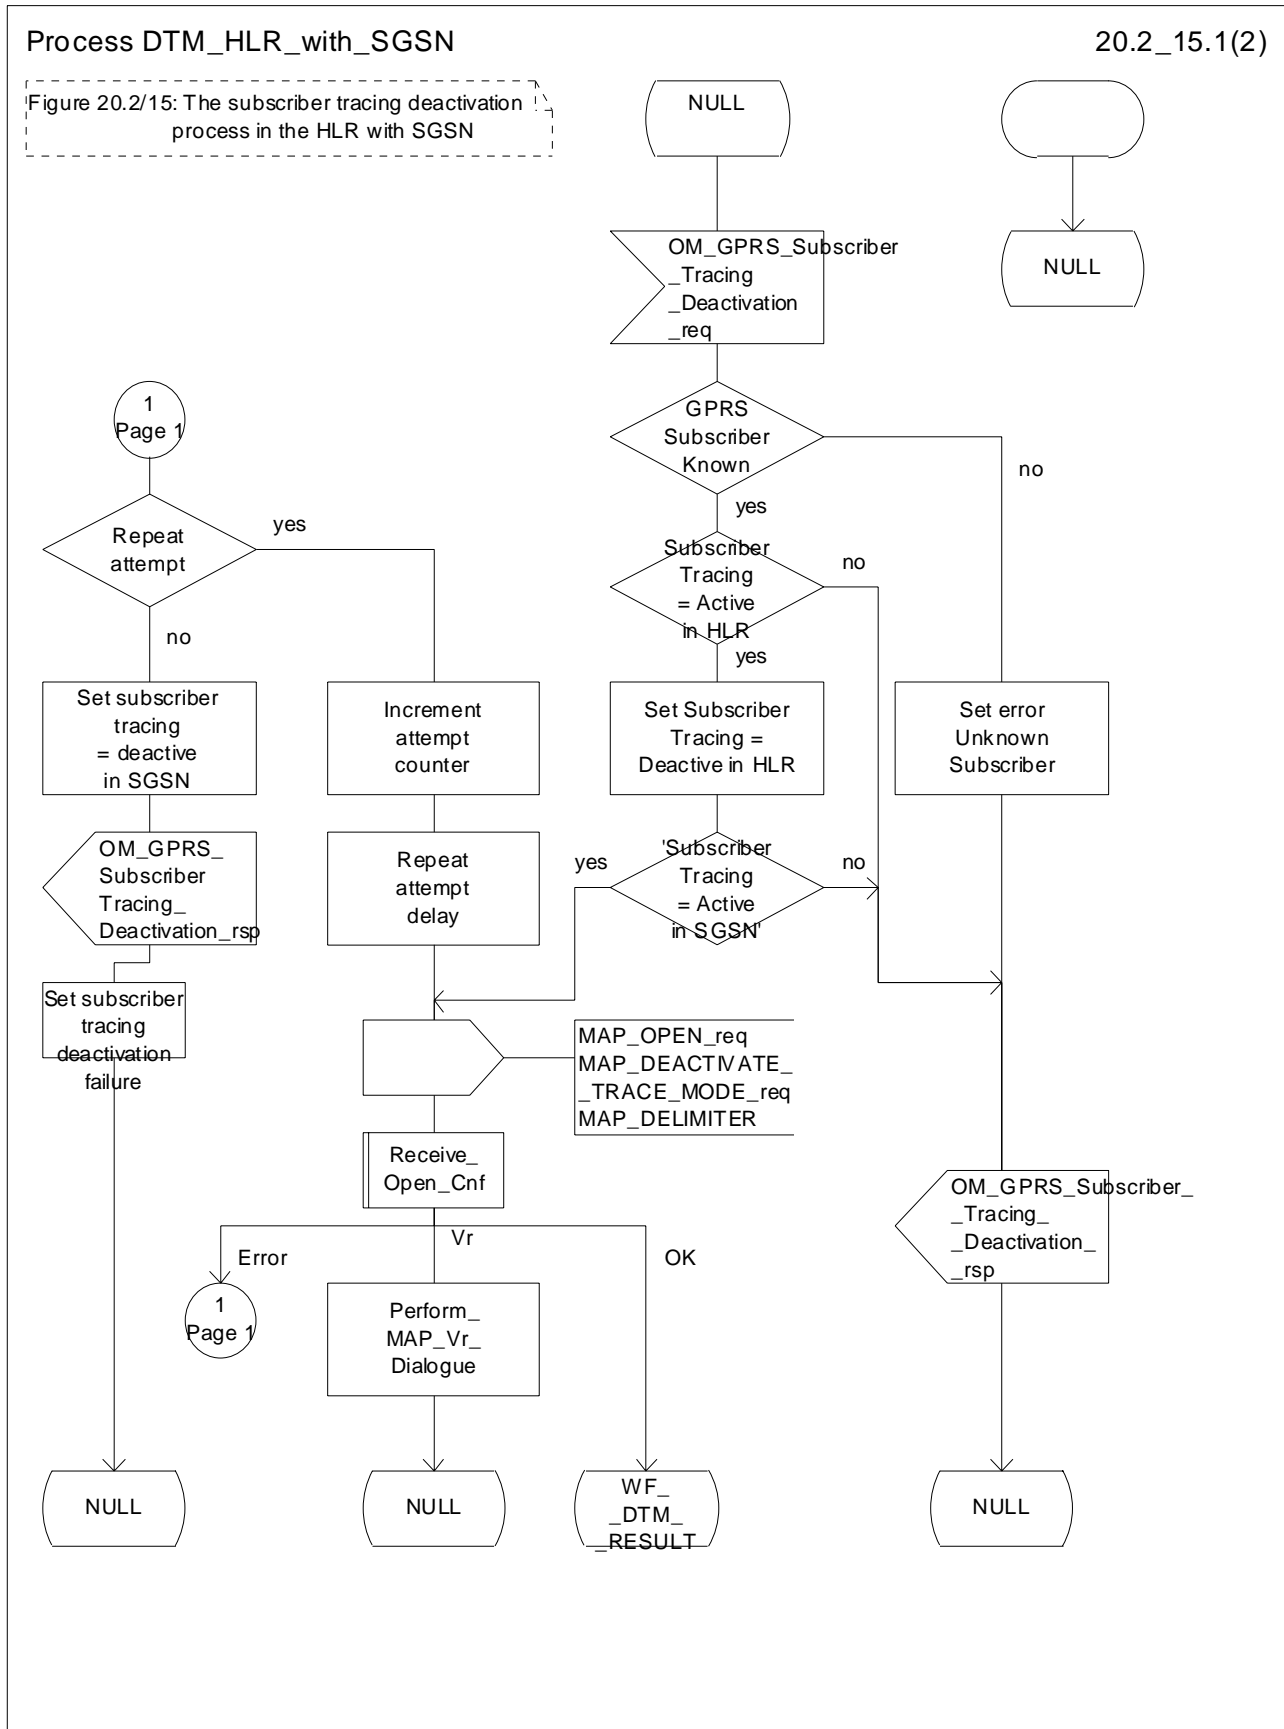 Process DTM_HLR_with_SGSN
20.2_15.1(2)
Figure 20.2/15: The subscriber tracing deactivation
process in the HLR with SGSN
NULL
OM_GPRS_Subscriber
_Tracing
_Deactivation
_req
NULL
1
Page 1
GPRS
Subscriber
Known
no
yes
Repeat
attempt
yes
no
Subscriber
Tracing
= Active
in HLR
no
yes
Set subscriber
tracing
= deactive
in SGSN
Increment
attempt
counter
Set Subscriber
Tracing =
Deactive in HLR
Set error
Unknown
Subscriber
OM_GPRS_
Subscriber
Tracing_
Deactivation_rsp
Repeat
attempt
delay
yes
'Subscriber
Tracing
= Active
in SGSN'
no
Set subscriber
tracing
deactivation
failure
MAP_OPEN_req
MAP_DEACTIVATE_
_TRACE_MODE_req
MAP_DELIMITER
Receive_
Open_Cnf
OM_GPRS_Subscriber_
_Tracing_
_Deactivation_
_rsp
Error
Vr
OK
1
Page 1
Perform_
MAP_Vr_
Dialogue
NULL
NULL
WF_
_DTM_
_RESULT
NULL